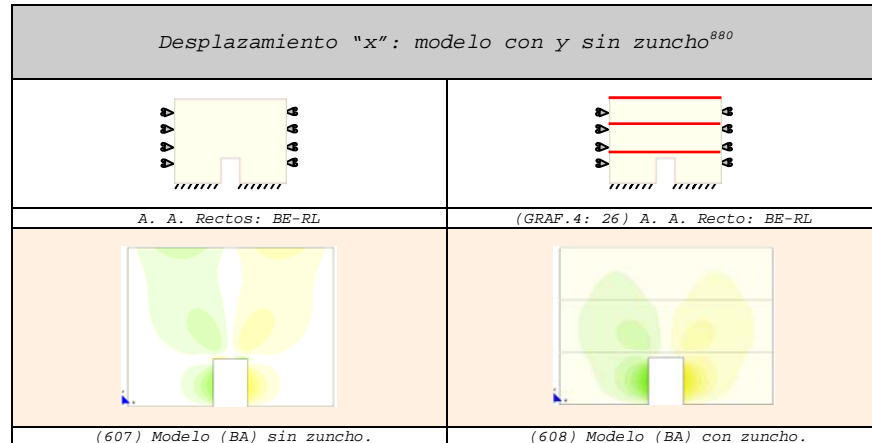 Desplazamiento "x": modelo con y sin zuncho880
A. A. Rectos: BE-RL
(GRAF.4: 26) A. A. Recto: BE-RL
(607) Modelo (BA) sin zuncho.
(608) Modelo (BA) con zuncho.